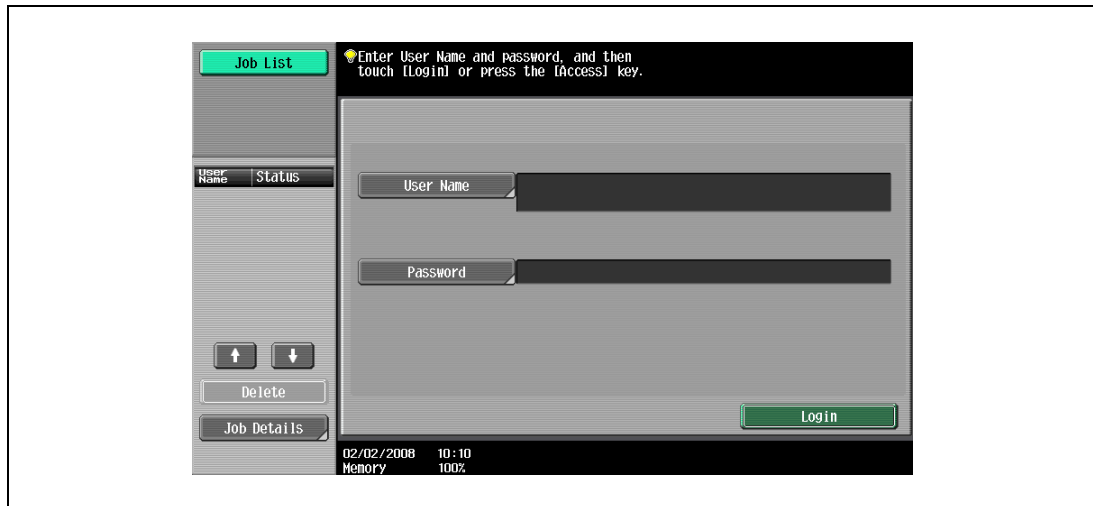 Job List
Enter User Name and password, and then
touch [Login] or press the [Access] key.
User
Name
Status
User Name
Password
Delete
Job Details
Login
02/02/2008 10:10
Memory 100%